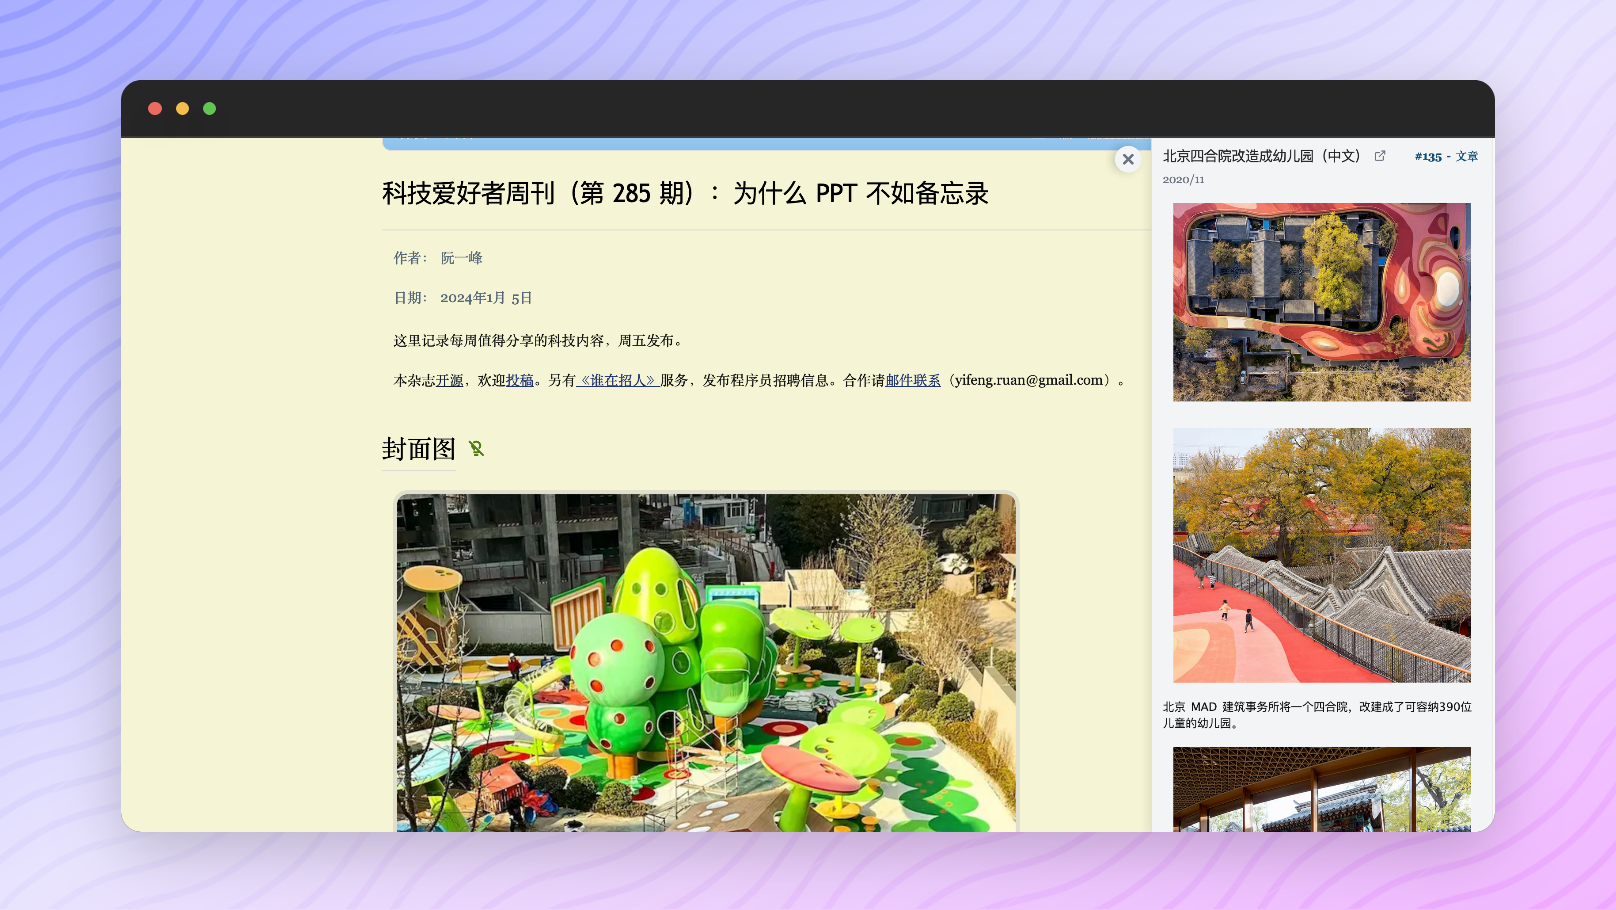 科技爱好者周刊（第 285 期）：为什么 PPT 不如备忘录
作者： 阮一峰
日期： 2024年1月 5日
这里记录每周值得分享的科技内容，周五发布。
本杂志开源，欢迎投稿。另有《谁在招人》服务，发布程序员招聘信息。合作请邮件联系（yifeng.ruan@gmail.com）。
封面图
北京四合院改造成幼儿园（中文）
#135 - 文章
2020/11
北京 MAD 建筑事务所将一个四合院，改建成了可容纳390位
儿童的幼儿园。